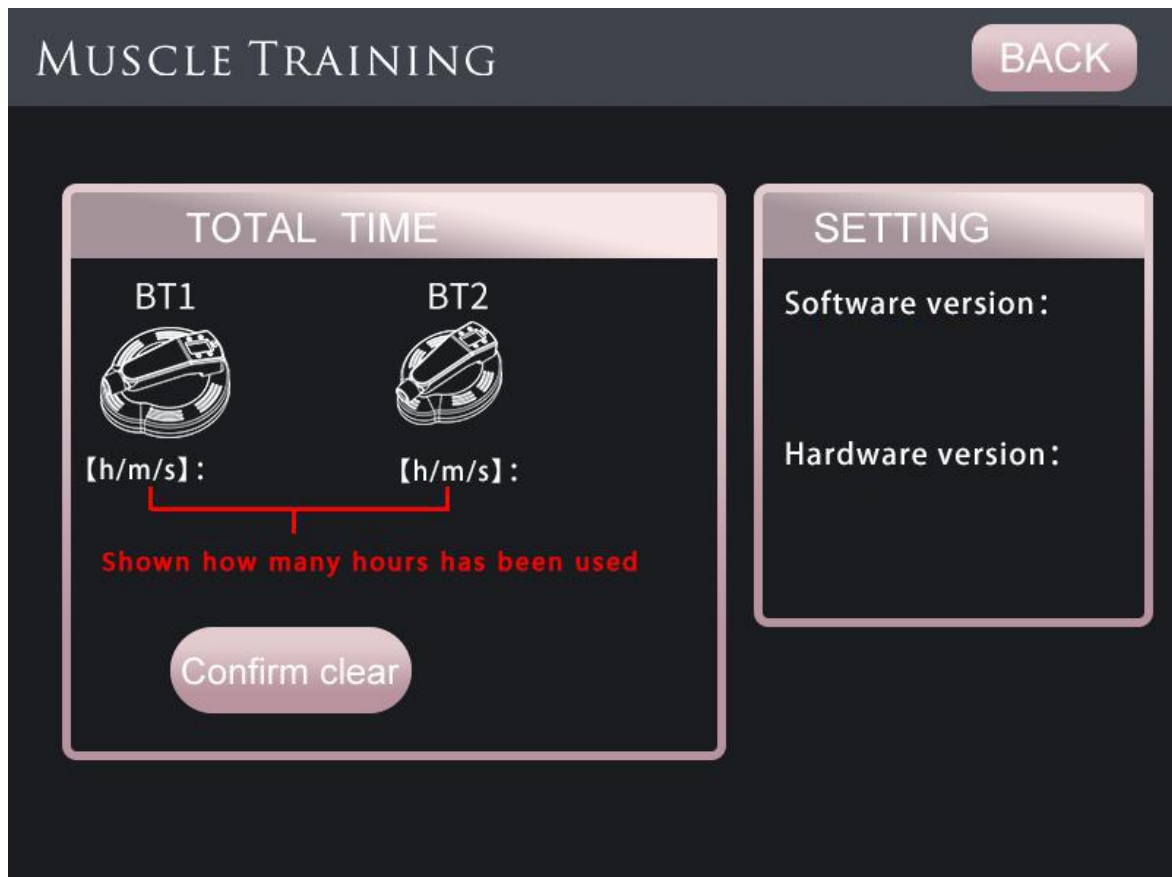 MUSCLE TRAINING
BACK
TOTAL TIME
BT1
BT2
【h/m/s】:
【h/m/s】:
Shown how many hours has been used
Confirm clear
SETTING
Software version:
Hardware version: